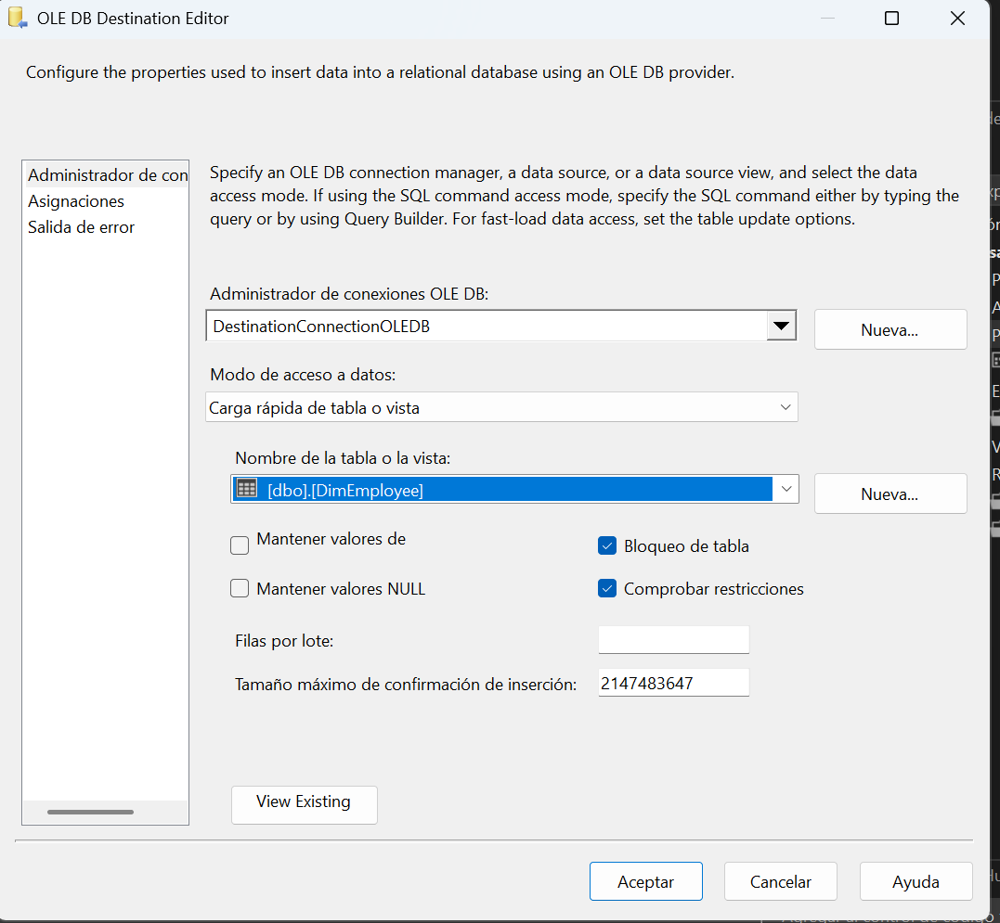 OLE DB Destination Editor
Configure the properties used to insert data into a relational database using an OLE DB provider.
Administrador de con
Asignaciones
Salida de error
Specify an OLE DB connection manager, a data source, or a data source view, and select the data
access mode. If using the SQL command access mode, specify the SQL command either by typing the
query or by using Query Builder. For fast-load data access, set the table update options.
Administrador de conexiones OLE DB:
DestinationConnectionOLEDB
Nueva...
Modo de acceso a datos:
Carga rápida de tabla o vista
Nombre de la tabla o la vista:
[dbo].[DimEmployee]
Nueva...
Mantener valores de
Bloqueo de tabla
Mantener valores NULL
Comprobar restricciones
Filas por lote:
Tamaño máximo de confirmación de inserción:
2147483647
View Existing
Aceptar
Cancelar
Ayuda